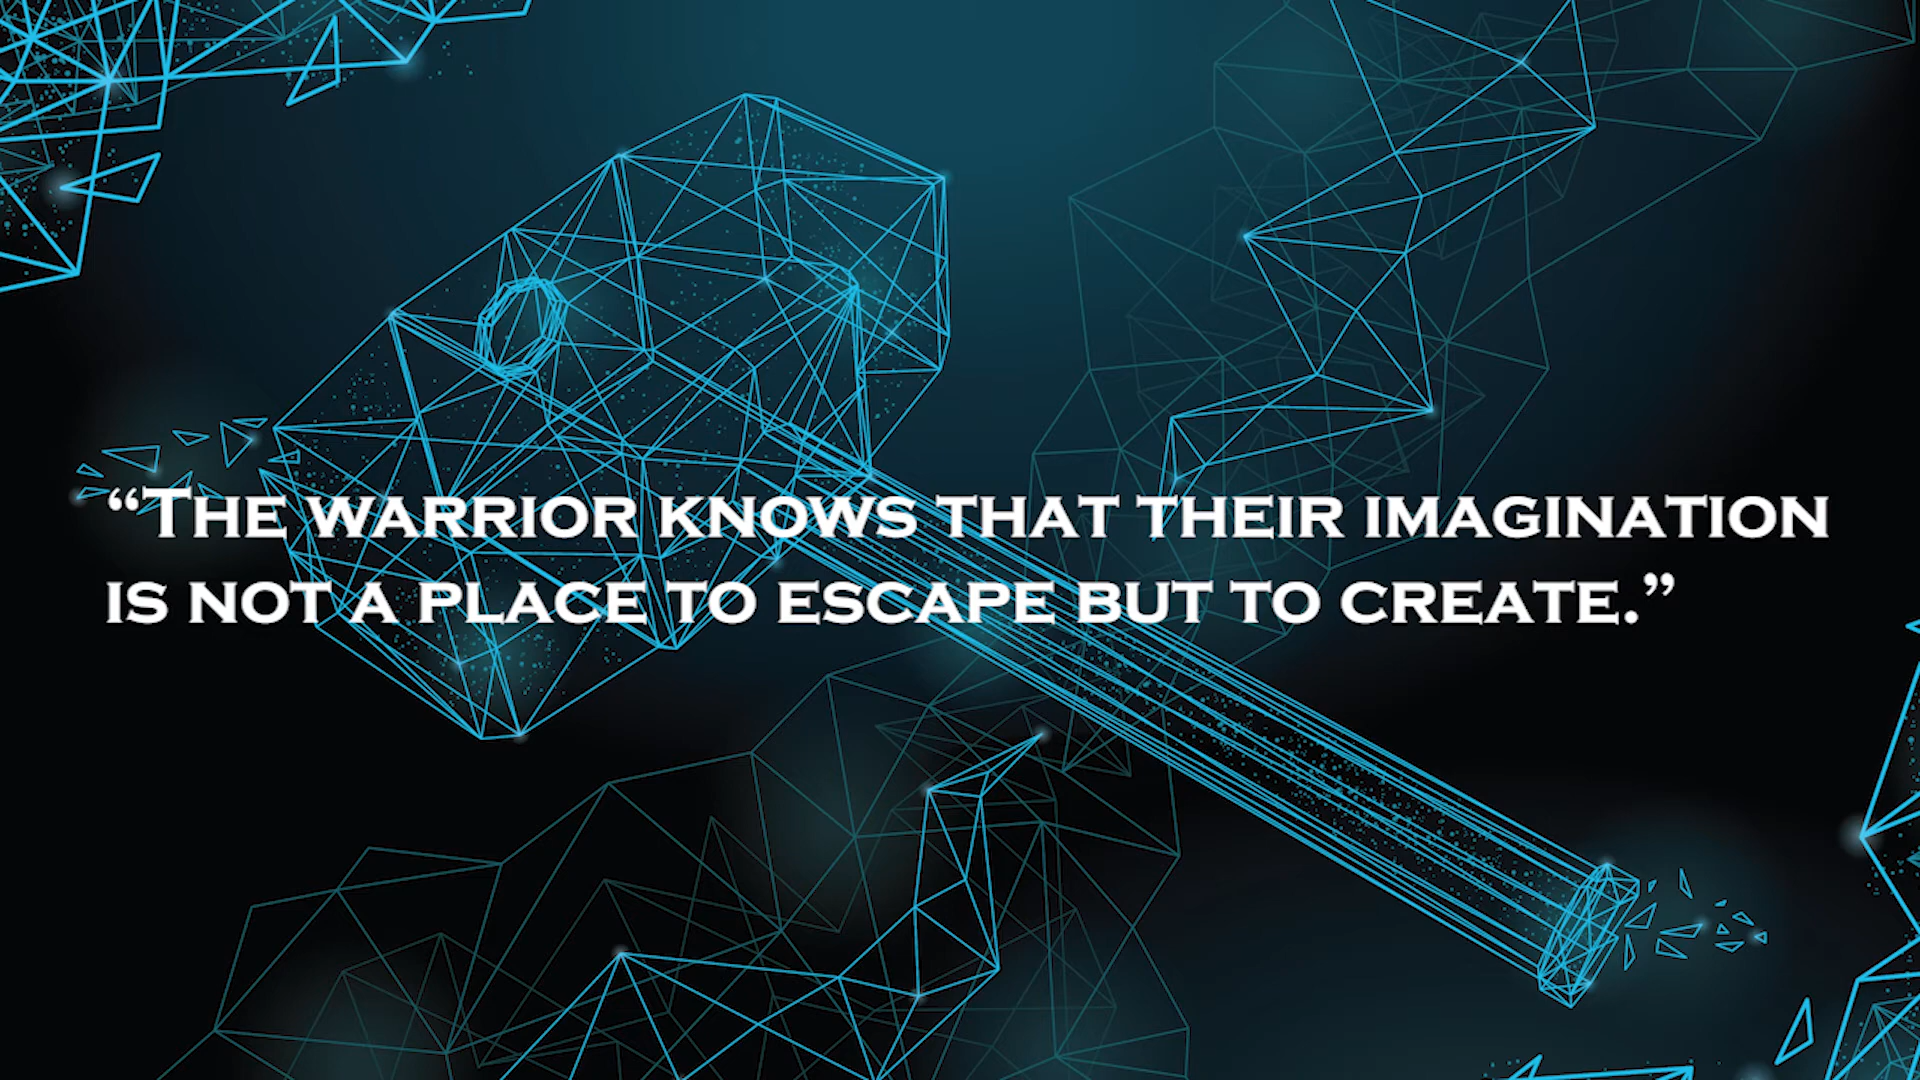 “The warrior knows that their imagination
is not a place to escape but to create.”